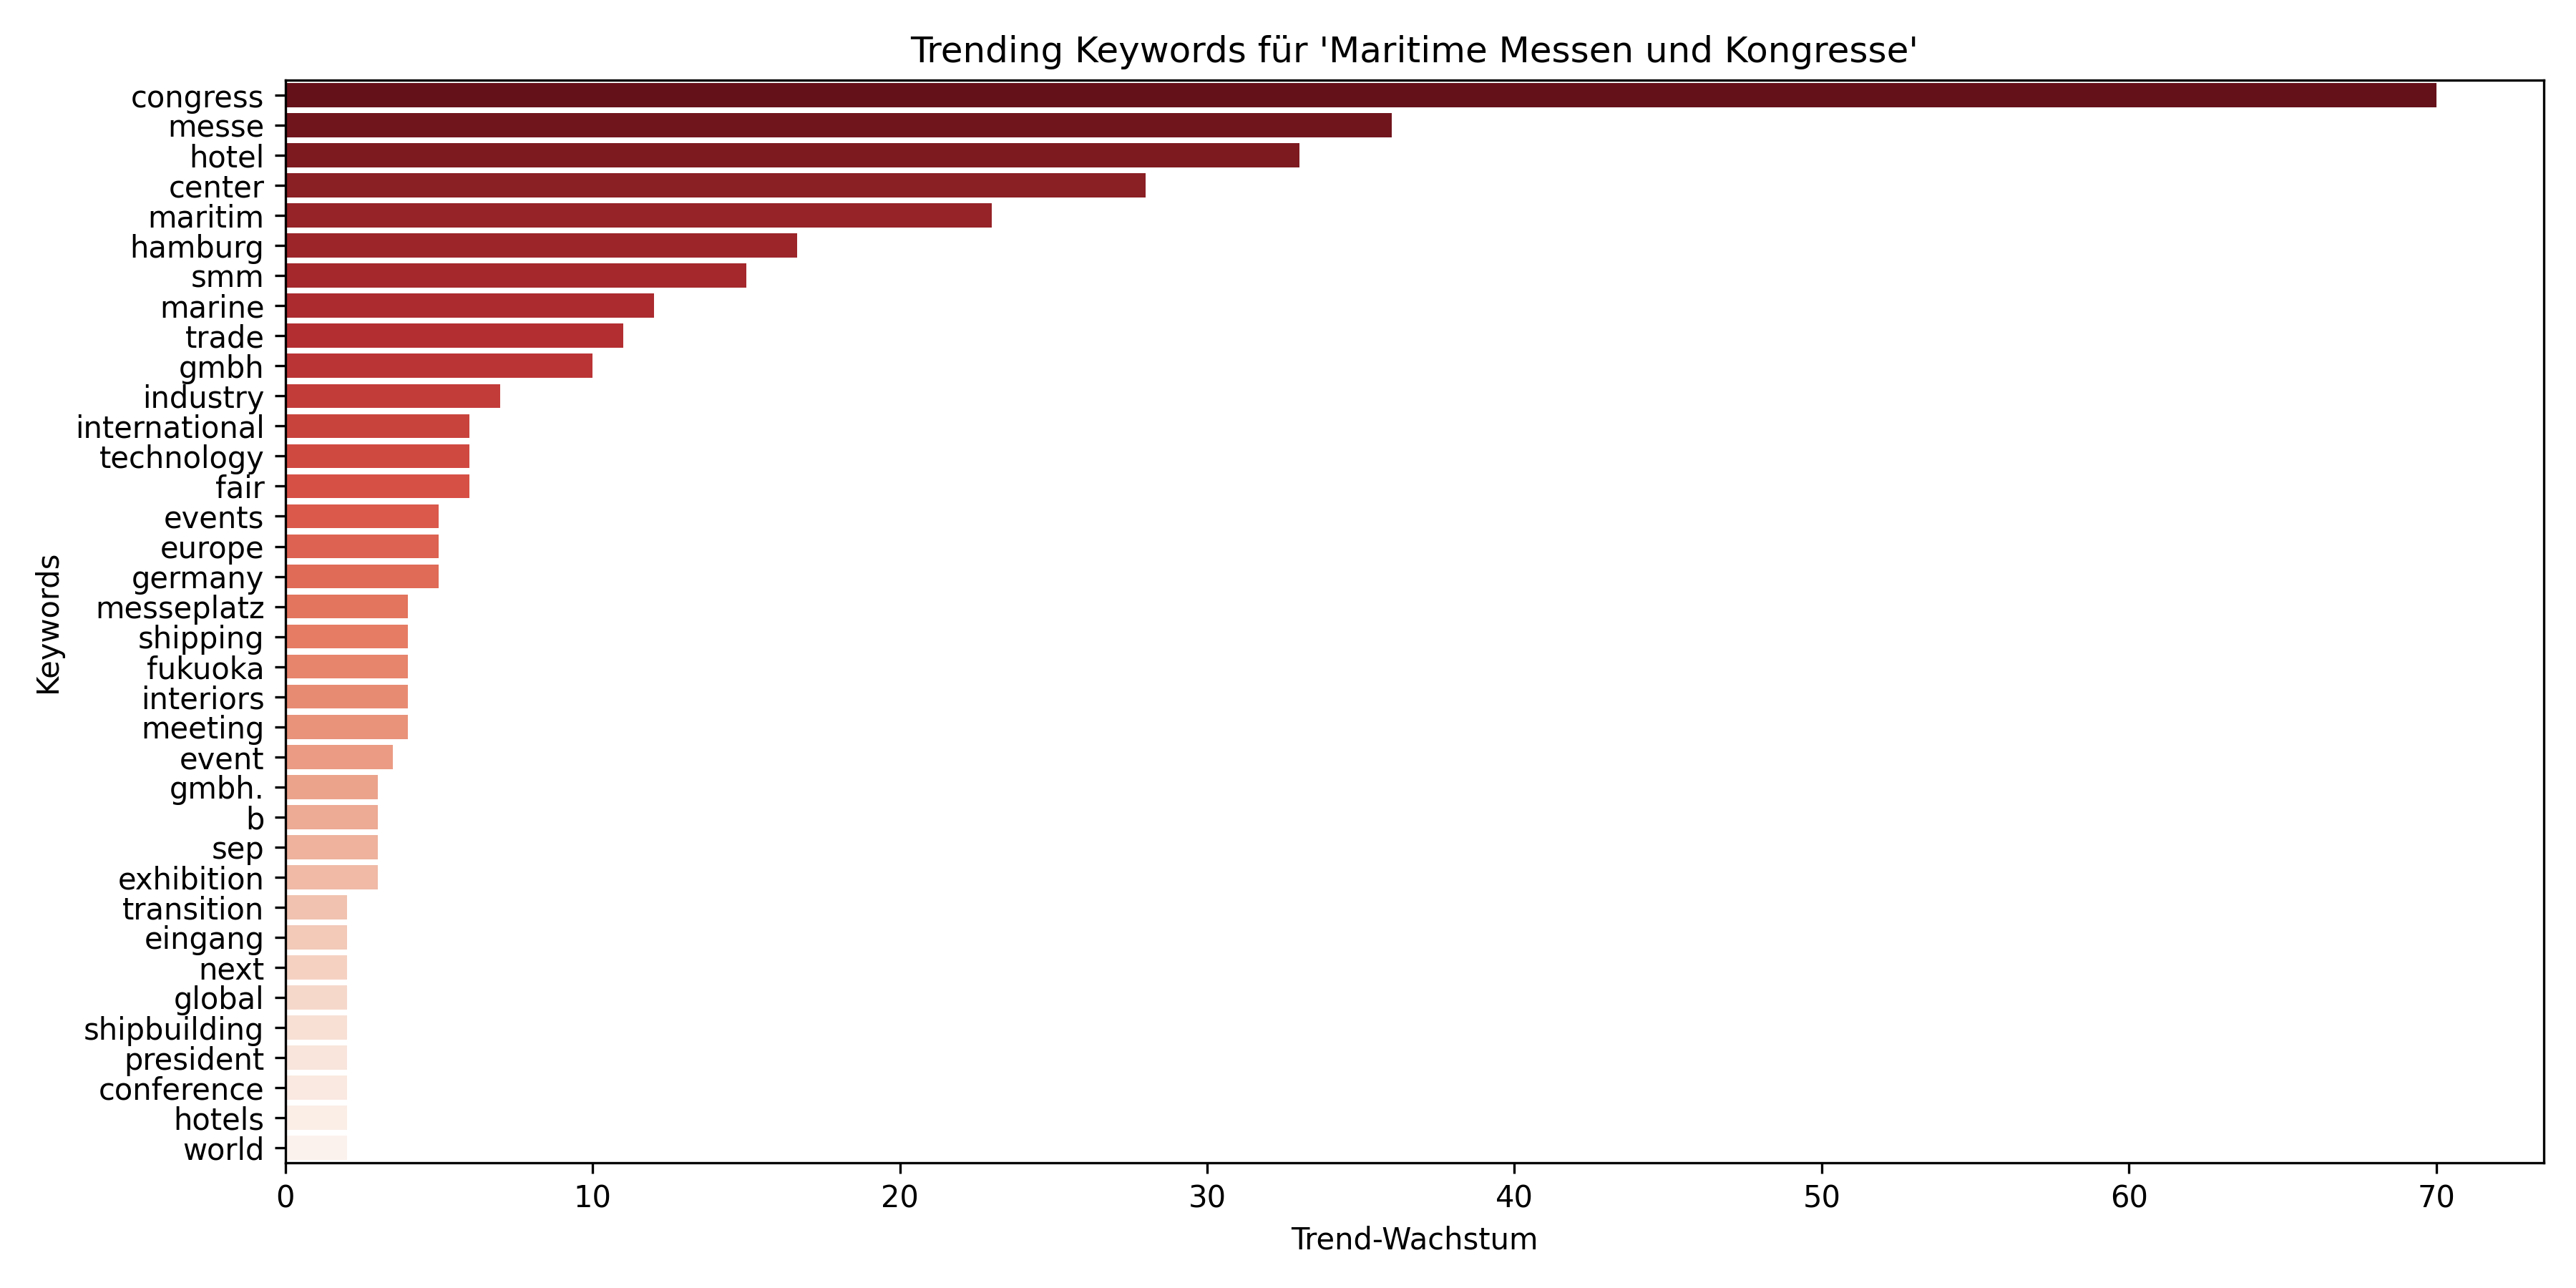 Trending Keywords für 'Maritime Messen und Kongresse'
Keywords
congress
messe
hotel
center
maritim
hamburg
smm
marine
trade
gmbh
industry
international
technology
fair
events
europe
germany
messeplatz
shipping
fukuoka
interiors
meeting
event
gmbh.
b
sep
exhibition
transition
eingang
next
global
shipbuilding
president
conference
hotels
world
0 10 20 30 40 50 60 70
Trend-Wachstum